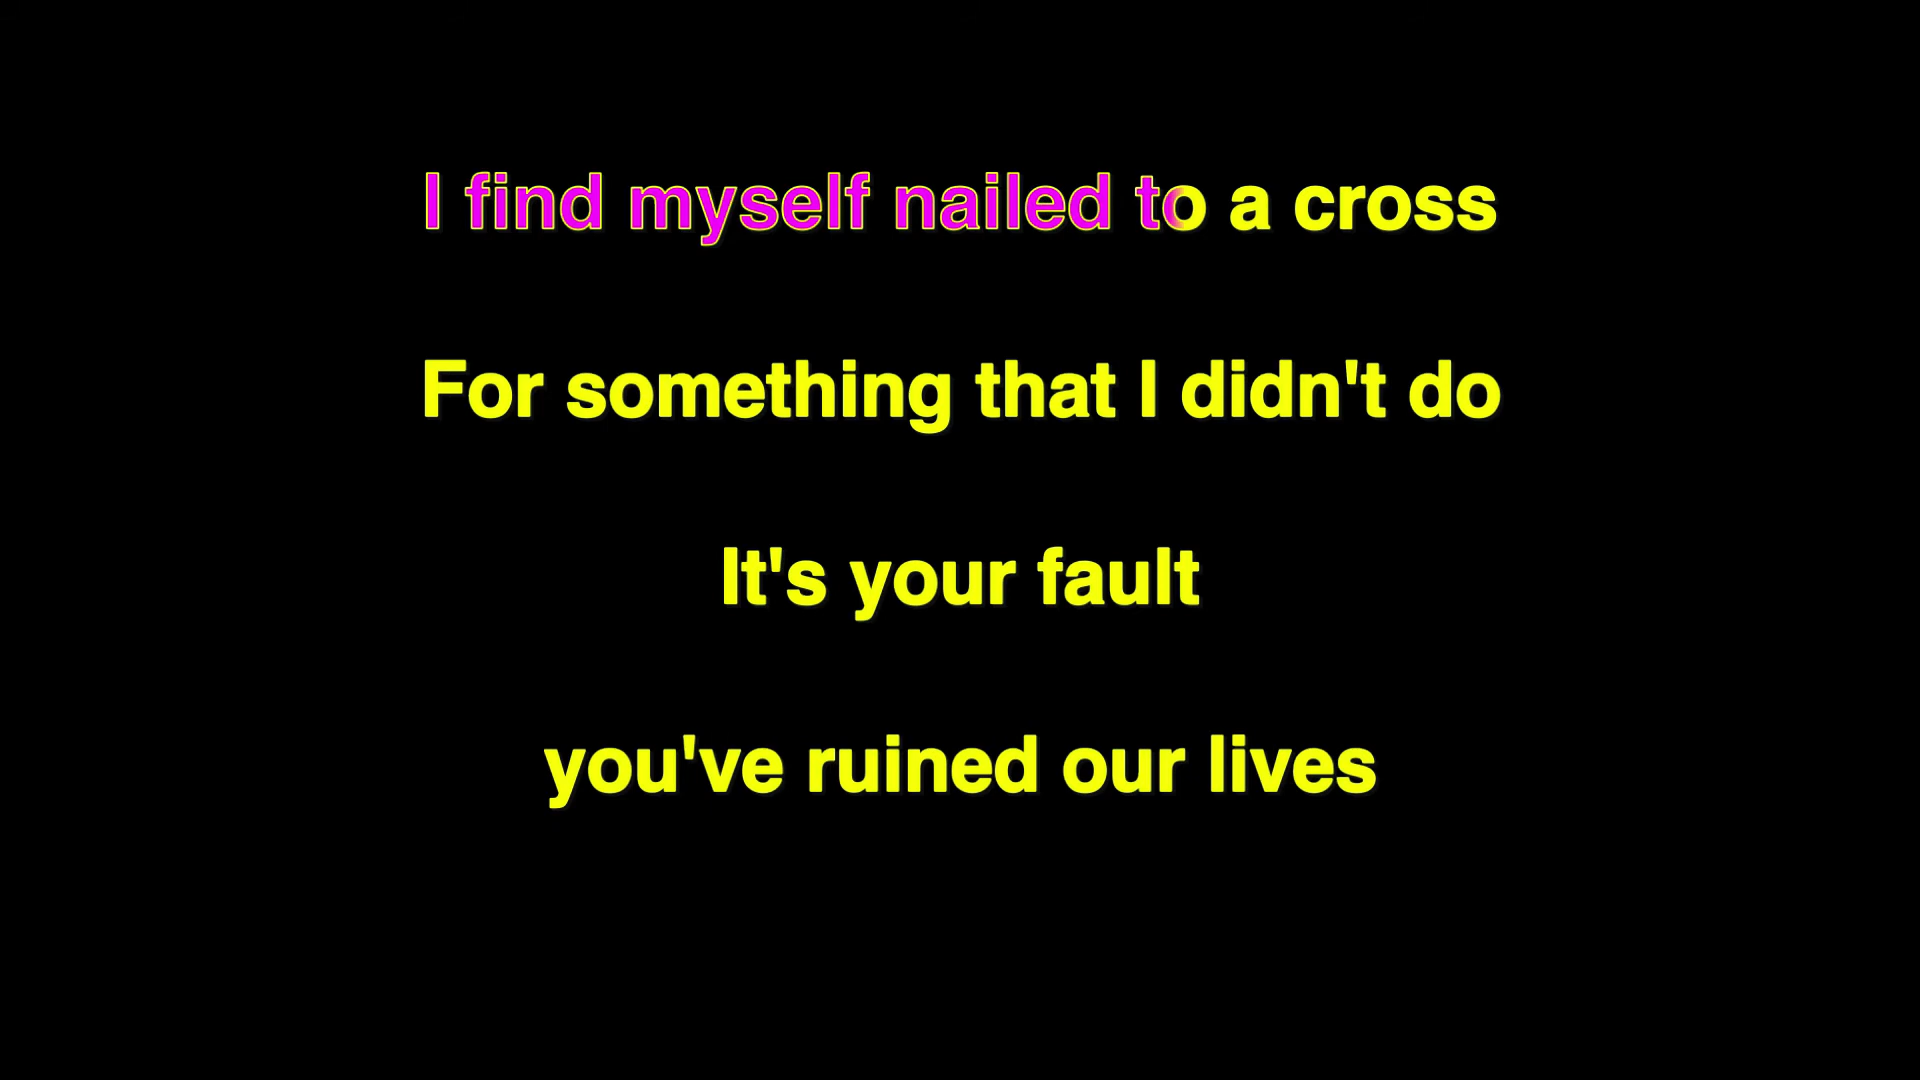 I find myself nailed to a cross
For something that I didn't do
It's your fault
you've ruined our lives